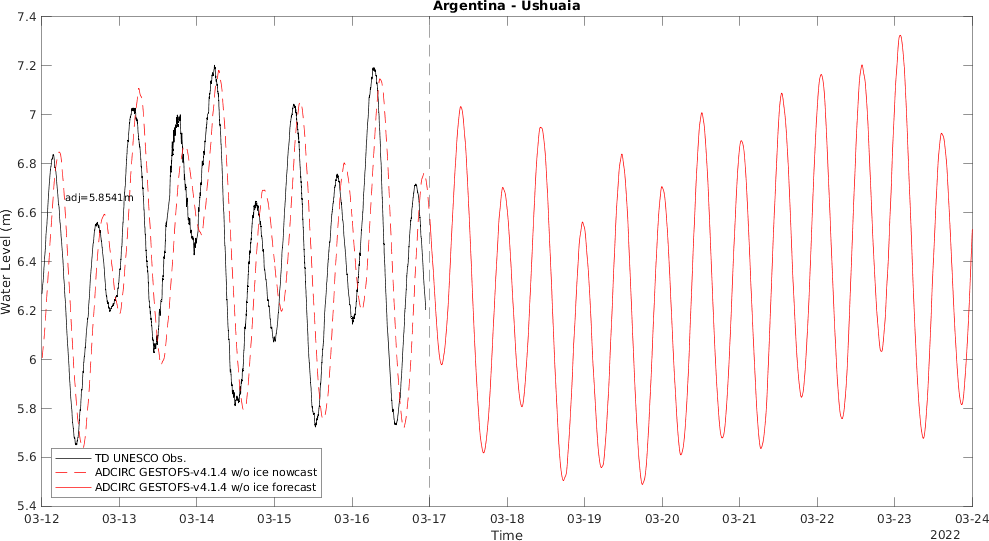 Argentina - Ushuaia
7.4
7.2
7
6.8
6.6
6.4
6.2
6
5.8
5.6
5.4
Water Level (m)
adj=5.8541m
TD UNESCO Obs.
ADCIRC GESTOFS-v4.1.4 w/o ice nowcast
ADCIRC GESTOFS-v4.1.4 w/o ice forecast
03-12 03-13 03-14 03-15 03-16 03-17 03-18 03-19 03-20 03-21 03-22 03-23 03-24
Time
2022